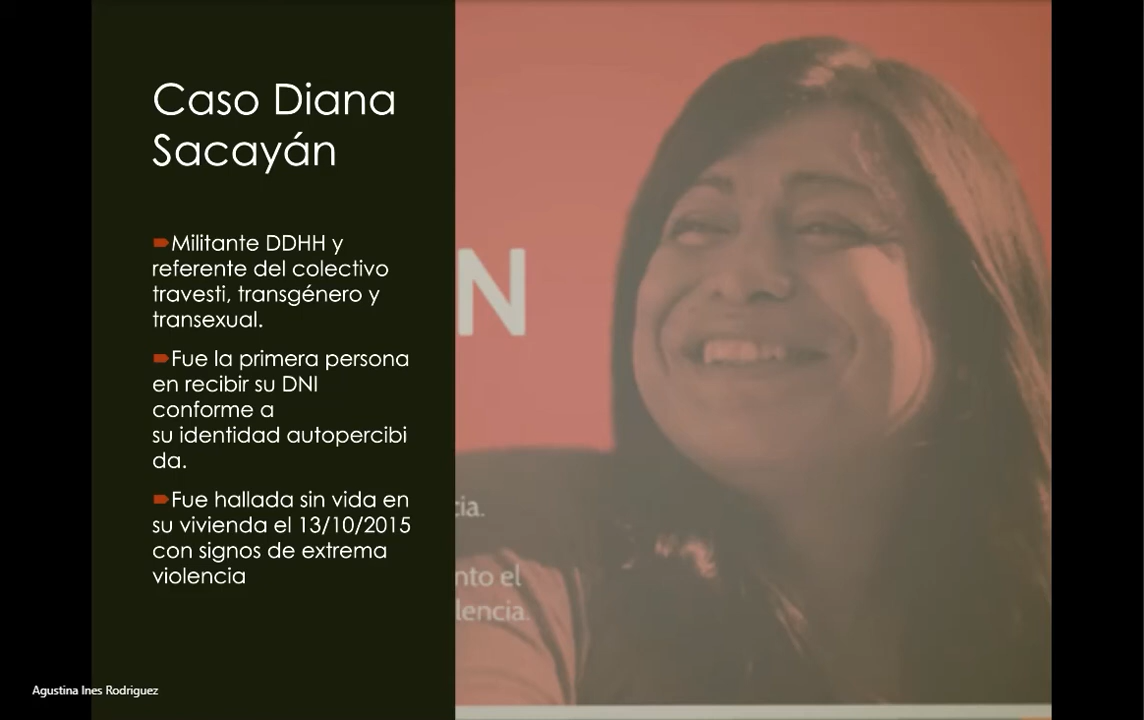 Caso Diana
Sacayán
Militante DDHH y
referente del colectivo
travesti, transgénero y
transexual.
Fue la primera persona
en recibir su DNI
conforme a
su identidad autopercibi
da.
Fue hallada sin vida en
su vivienda el 13/10/2015
con signos de extrema
violencia
N
cia.
nto el
lencia.
Agustina Ines Rodriguez